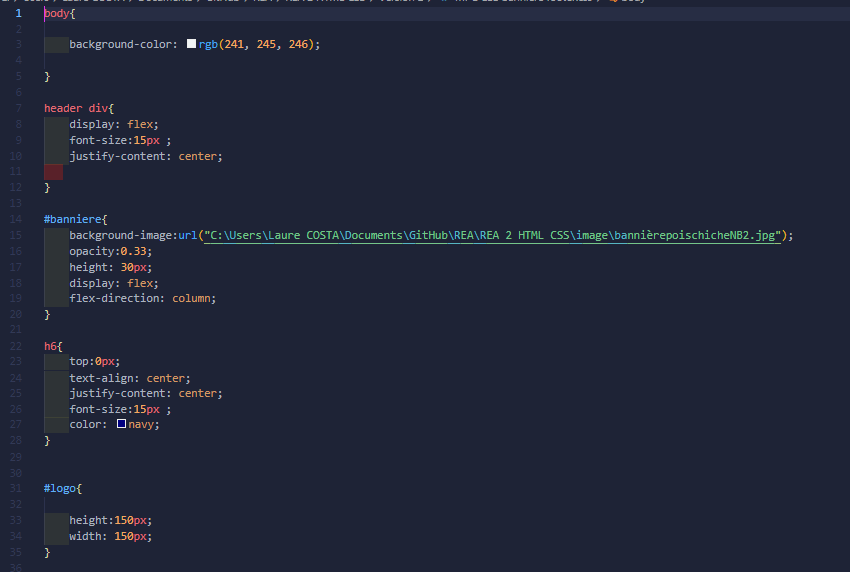 1 body{
2
3 background-color: rgb(241, 245, 246);
4
5 }
6
7 header div{
8 display: flex;
9 font-size:15px ;
10 justify-content: center;
11
12 }
13
14 #banniere{
15 background-image:url("C:\Users\Laure COSTA\Documents\GitHub\REA\REA 2 HTML CSS\image\bannièrepoischicheNB2.jpg");
16 opacity:0.33;
17 height: 30px;
18 display: flex;
19 flex-direction: column;
20 }
21
22 h6{
23 top:0px;
24 text-align: center;
25 justify-content: center;
26 font-size:15px ;
27 color: navy;
28 }
29
30
31 #logo{
32
33 height:150px;
34 width: 150px;
35 }
36